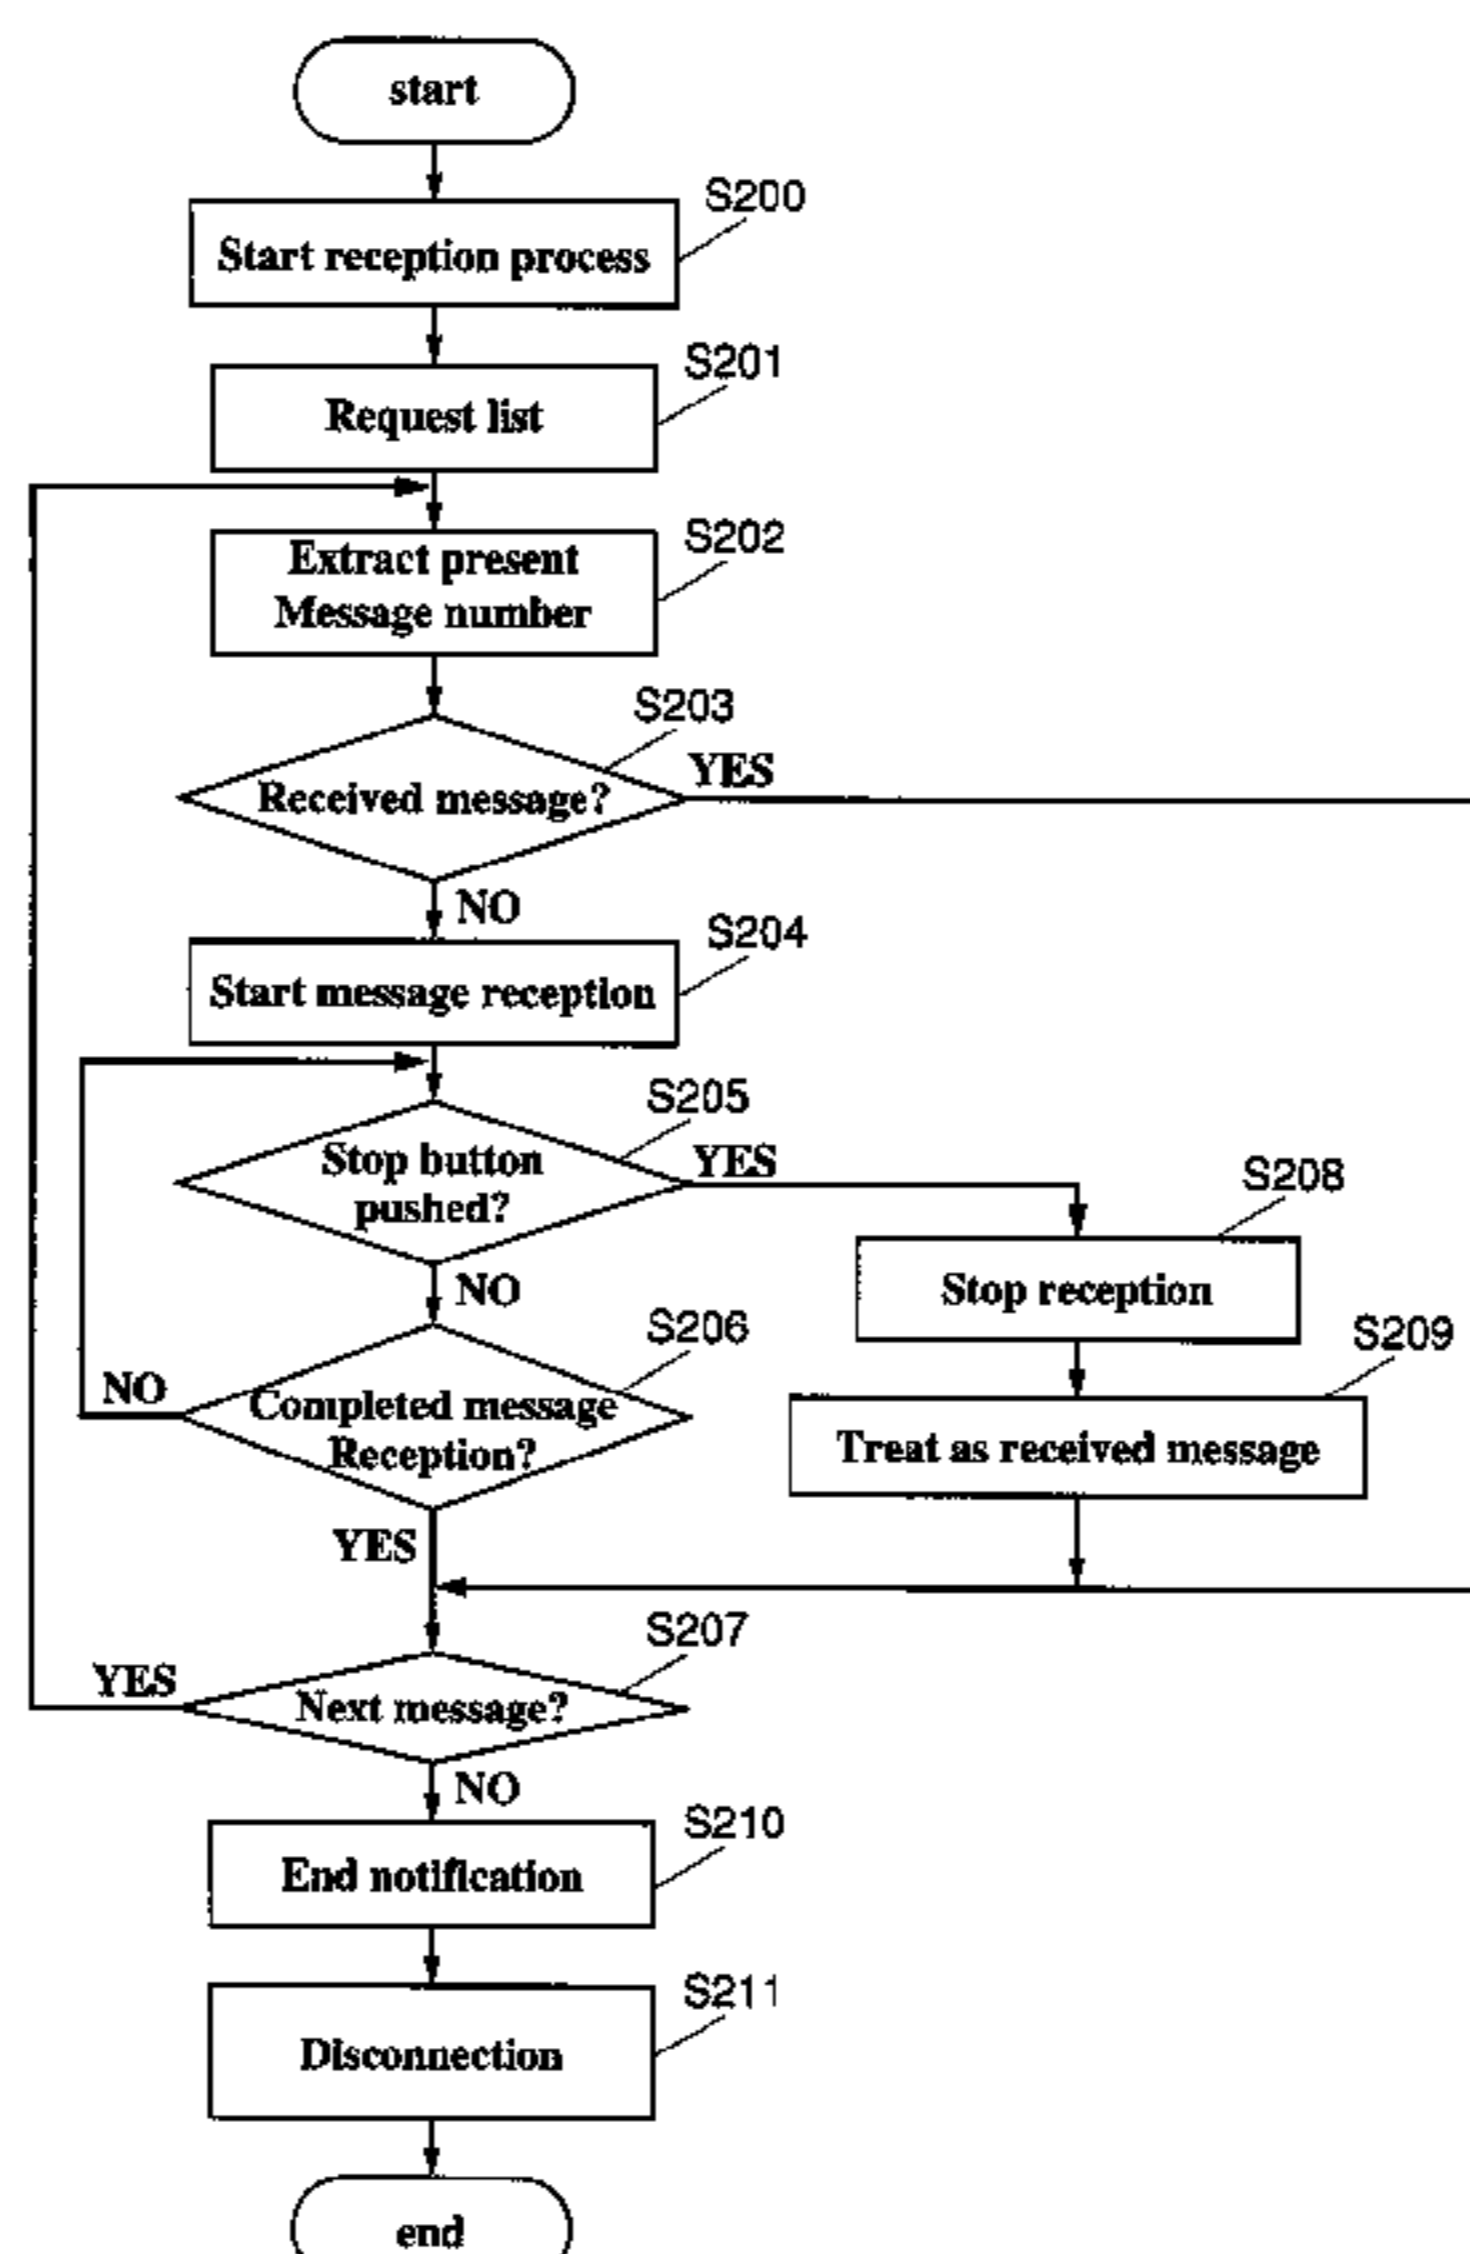 start
S200
Start reception process
S201
Request list
S202
Extract present
Message number
S203
Received message?
YES
NO
S204
Start message reception
S205
Stop button
pushed?
YES
NO
S208
Stop reception
S206
Completed message
Reception?
NO
YES
S209
Treat as received message
S207
Next message?
YES
NO
S210
End notification
S211
Disconnection
end